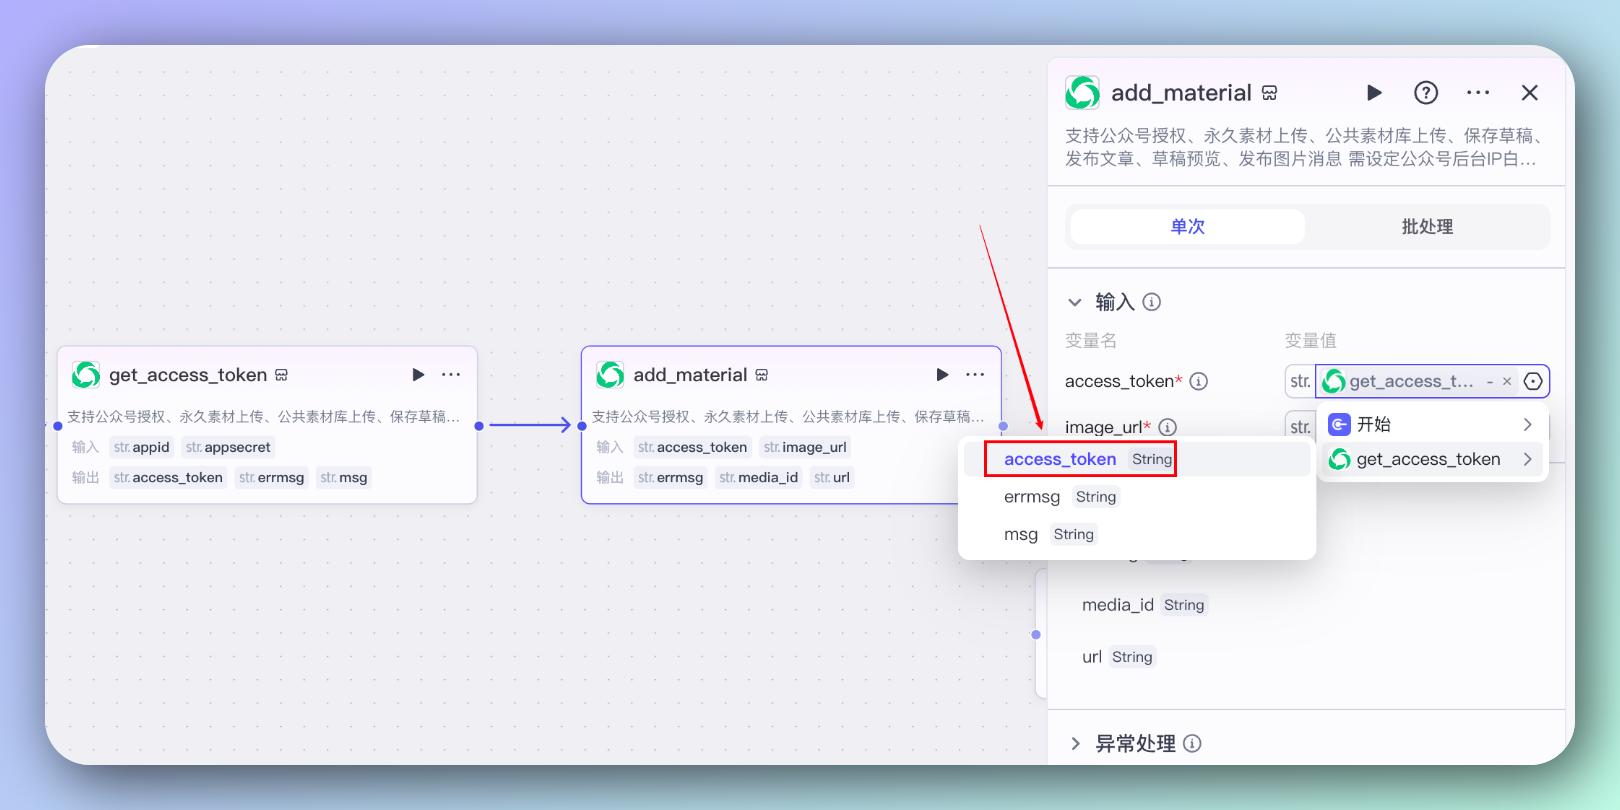 get_access_token
支持公众号授权、永久素材上传、公共素材库上传、保存草稿...
输入 str.appid str.appsecret
输出 str.access_token str.errmsg str.msg
add_material
支持公众号授权、永久素材上传、公共素材库上传、保存草稿...
输入 str.access_token str.image_url
输出 str.errmsg str.media_id str.url
add_material
支持公众号授权、永久素材上传、公共素材库上传、保存草稿、
发布文章、草稿预览、发布图片消息 需设定公众号后台IP白...
单次 批处理
输入
变量名 变量值
access_token* str. get_access_t... - ×
image_url* str.
开始
get_access_token
access_token String
errmsg String
msg String
media_id String
url String
异常处理